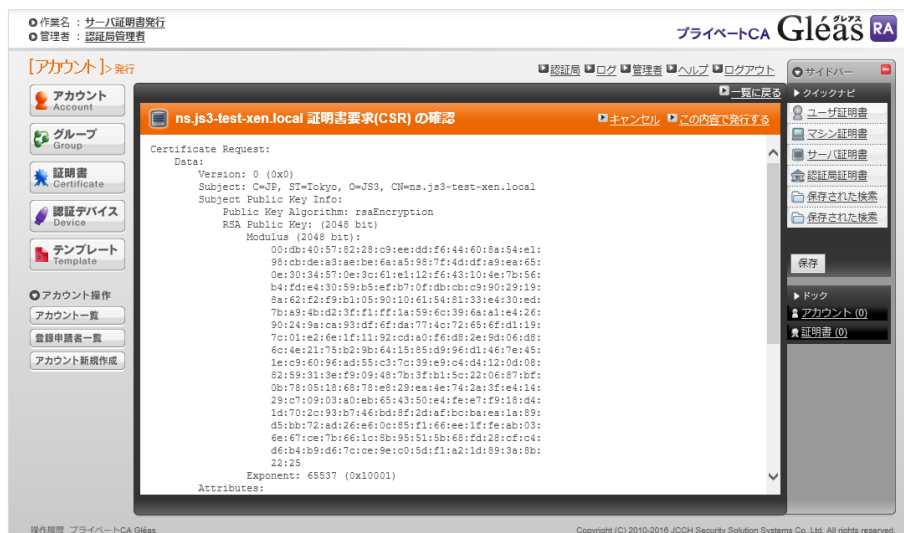 作業名 : サーバ証明書発行
管理者 : 認証局管理者
プライベートCA Gléas グレアス RA
[アカウント]>発行
認証局 ログ 管理者 ヘルプ ログアウト
サイドバー
アカウント
Account
グループ
Group
証明書
Certificate
認証デバイス
Device
テンプレート
Template
アカウント操作
アカウント一覧
登録申請者一覧
アカウント新規作成
一覧に戻る
ns.js3-test-xen.local 証明書要求(CSR) の確認
キャンセル この内容で発行する
Certificate Request:
Data:
Version: 0 (0x0)
Subject: C=JP, ST=Tokyo, O=JS3, CN=ns.js3-test-xen.local
Subject Public Key Info:
Public Key Algorithm: rsaEncryption
RSA Public Key: (2048 bit)
Modulus (2048 bit):
00:db:40:57:82:28:c9:ee:dd:f6:44:60:8a:54:e1:
98:cb:de:a3:ae:be:6a:a5:98:7f:4d:df:a9:ea:65:
0e:30:34:57:0e:3c:61:e1:12:f6:43:10:4e:7b:56:
b4:fd:e4:30:59:b5:ef:b7:0f:db:cb:c9:90:29:19:
8a:62:f2:f9:b1:05:90:10:61:54:81:33:e4:30:ed:
7b:a9:4b:d2:3f:f1:ff:1a:59:6c:39:6a:a1:e4:26:
90:24:9a:ca:93:df:6f:da:77:4c:72:65:6f:d1:19:
7c:01:e2:6e:1f:11:92:cd:a0:f6:d8:2e:9d:06:d8:
6c:4e:21:75:b2:9b:64:15:85:d9:96:d1:46:7e:45:
1e:c9:60:96:ad:55:c3:7c:39:e9:c4:d4:12:0d:08:
82:59:31:3e:f9:09:48:7b:3f:b1:5c:22:06:87:bf:
0b:78:05:18:68:78:e8:29:ea:4e:74:2a:3f:e4:14:
29:c7:09:03:a0:eb:65:43:50:e4:fe:e7:f9:18:d4:
1d:70:2c:93:b7:46:bd:8f:2d:af:bc:ba:ea:1a:89:
d5:bb:72:ad:26:e6:0c:85:f1:66:ee:1f:fe:ab:03:
6e:67:ce:7b:66:1c:8b:95:51:5b:68:fd:28:cf:c4:
d6:b4:b9:d6:7c:ce:9e:c0:5d:f1:a2:1d:89:3a:8b:
22:25
Exponent: 65537 (0x10001)
Attributes:
クイックナビ
ユーザ証明書
マシン証明書
サーバ証明書
認証局証明書
保存された検索
保存された検索
保存
ドック
アカウント (0)
証明書 (0)
操作履歴 プライベートCA Gléas
Copyright (C) 2010-2016 JCCH Security Solution Systems Co. Ltd. All rights reserved.